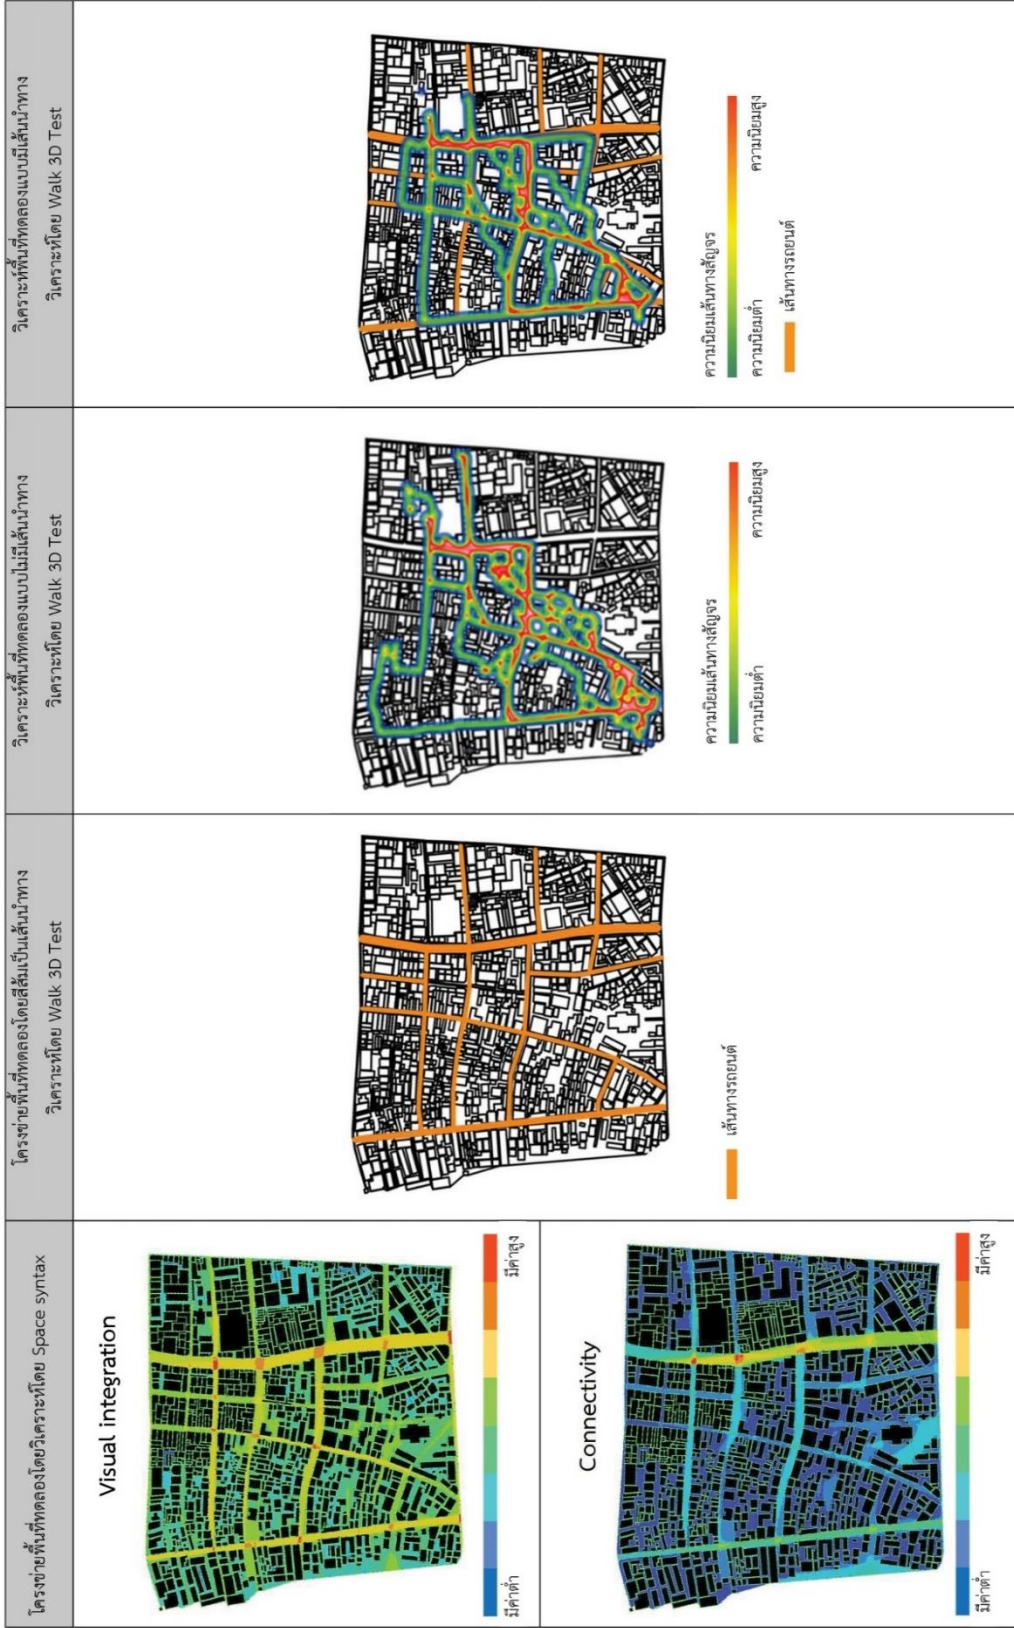 โครงข่ายพื้นที่ทดลองโดยวิเคราะห์โดย Space syntax
Visual integration
มีค่าต่ำ
มีค่าสูง
Connectivity
มีค่าต่ำ
มีค่าสูง
โครงข่ายพื้นที่ทดลองโดยสีส้มเป็นเส้นนำทาง
วิเคราะห์โดย Walk 3D Test
เส้นทางรถยนต์
วิเคราะห์พื้นที่ทดลองแบบไม่มีเส้นนำทาง
วิเคราะห์โดย Walk 3D Test
ความนิยมเส้นทางสัญจร
ความนิยมต่ำ
ความนิยมสูง
วิเคราะห์พื้นที่ทดลองแบบมีเส้นนำทาง
วิเคราะห์โดย Walk 3D Test
ความนิยมเส้นทางสัญจร
ความนิยมต่ำ
ความนิยมสูง
เส้นทางรถยนต์